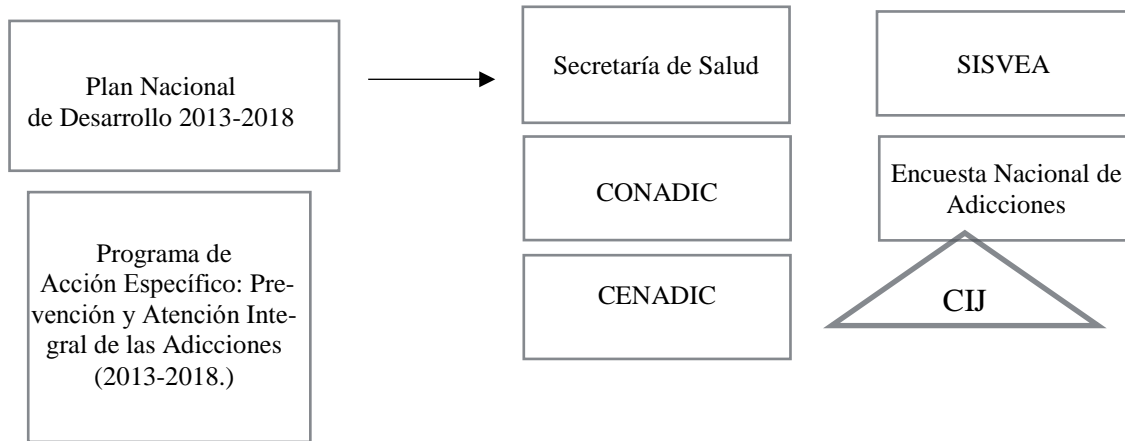 Plan Nacional
de Desarrollo 2013-2018
Programa de
Acción Específico: Pre-
vención y Atención Inte-
gral de las Adicciones
(2013-2018.)
Secretaría de Salud
CONADIC
CENADIC
SISVEA
Encuesta Nacional de
Adicciones
CIJ